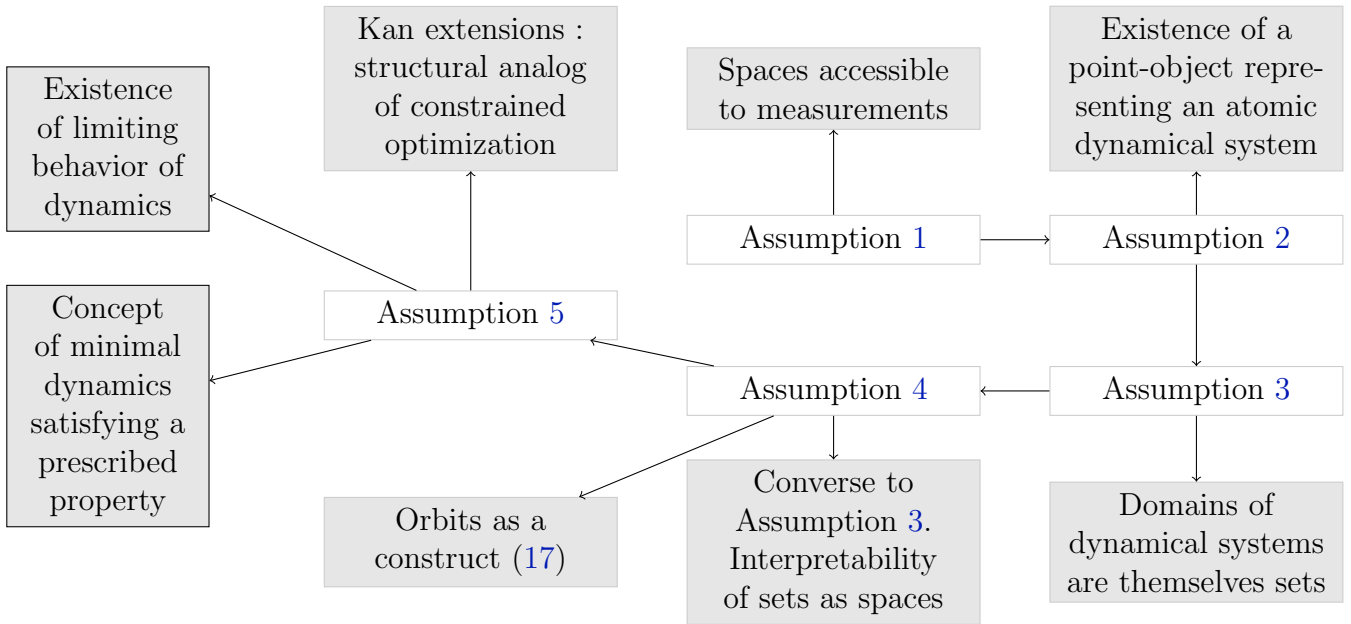 Existence
of limiting
behavior of
dynamics
Kan extensions :
structural analog
of constrained
optimization
Spaces accessible
to measurements
Existence of a
point-object repre-
senting an atomic
dynamical system
Assumption 1
Assumption 2
Concept
of minimal
dynamics
satisfying a
prescribed
property
Assumption 5
Assumption 4
Assumption 3
Orbits as a
construct (17)
Converse to
Assumption 3.
Interpretability
of sets as spaces
Domains of
dynamical systems
are themselves sets